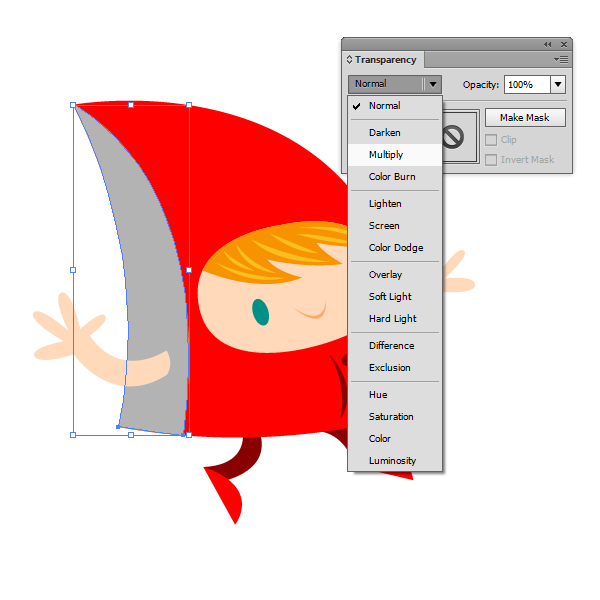 Transparency
Normal
Opacity: 100%
Normal
Darken
Multiply
Color Burn
Lighten
Screen
Color Dodge
Overlay
Soft Light
Hard Light
Difference
Exclusion
Hue
Saturation
Color
Luminosity
Make Mask
Clip
Invert Mask